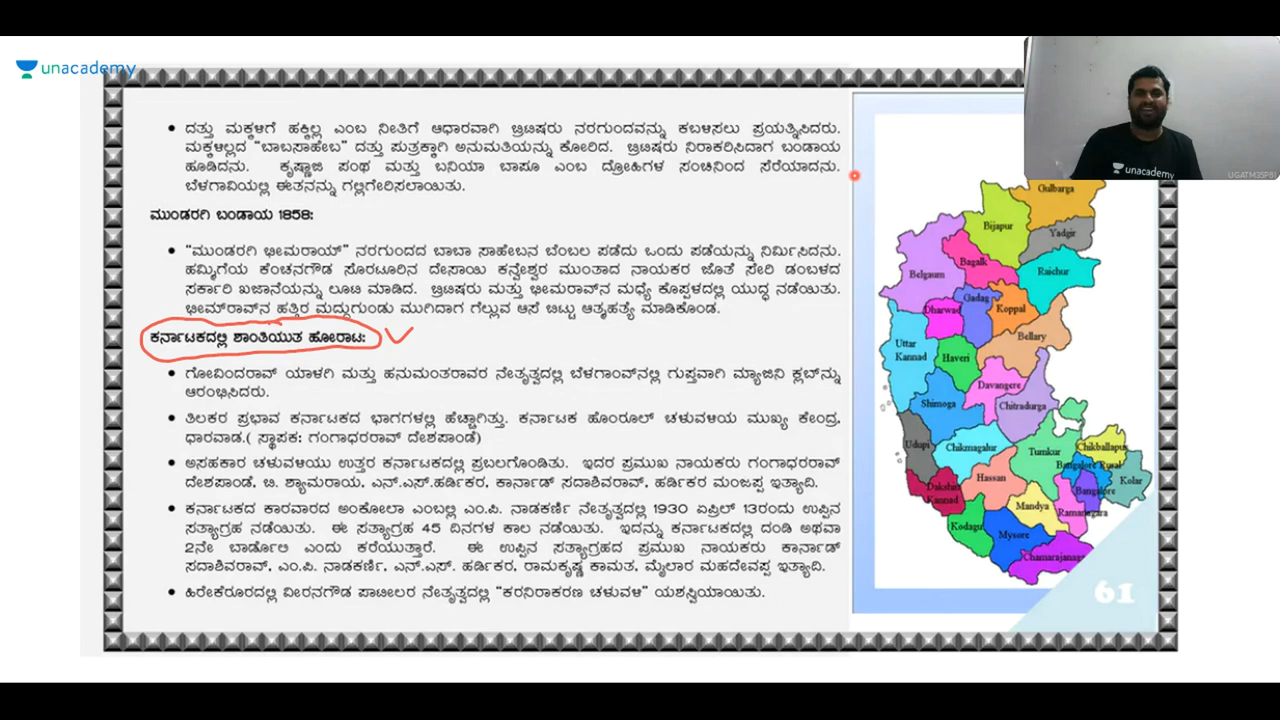 unacademy
ದತ್ತು ಮಕ್ಕಳಿಗೆ ಹಕ್ಕಿಲ್ಲ ಎಂಬ ನೀತಿಗೆ ಆಧಾರವಾಗಿ ಬ್ರಿಟಿಷರು ನರಗುಂದವನ್ನು ಕಬಳಿಸಲು ಪ್ರಯತ್ನಿಸಿದರು.
ಮಕ್ಕಳಿಲ್ಲದ "ಬಾಬಸಾಹೇಬ" ದತ್ತು ಪುತ್ರಕ್ಕಾಗಿ ಅನುಮತಿಯನ್ನು ಕೋರಿದ. ಬ್ರಿಟಿಷರು ನಿರಾಕರಿಸಿದಾಗ ಬಂಡಾಯ
ಹೂಡಿದನು. ಕೃಷ್ಣಾಜಿ ಪಂಥ ಮತ್ತು ಬನಿಯಾ ಬಾಪೂ ಎಂಬ ದ್ರೋಹಿಗಳ ಸಂಚಿನಿಂದ ಸೆರೆಯಾದನು.
ಬೆಳಗಾವಿಯಲ್ಲಿ ಈತನನ್ನು ಗಲ್ಲಿಗೇರಿಸಲಾಯಿತು.
ಮುಂಡರಗಿ ಬಂಡಾಯ 1858:
"ಮುಂಡರಗಿ ಭೀಮರಾಯ್" ನರಗುಂದದ ಬಾಬಾ ಸಾಹೇಬನ ಬೆಂಬಲ ಪಡೆದು ಒಂದು ಪಡೆಯನ್ನು ನಿರ್ಮಿಸಿದನು.
ಹಮ್ಮಿಗೆಯ ಕೆಂಚನಗೌಡ ಸೊರಟೂರಿನ ದೇಸಾಯಿ ಕನ್ವೇಶ್ವರ ಮುಂತಾದ ನಾಯಕರ ಜೊತೆ ಸೇರಿ ಡಂಬಳದ
ಸರ್ಕಾರಿ ಖಜಾನೆಯನ್ನು ಲೂಟಿ ಮಾಡಿದ. ಬ್ರಿಟಿಷರು ಮತ್ತು ಭೀಮರಾವ್‌ನ ಮಧ್ಯೆ ಕೊಪ್ಪಳದಲ್ಲಿ ಯುದ್ಧ ನಡೆಯಿತು.
ಭೀಮ್‌ರಾವ್‌ನ ಹತ್ತಿರ ಮದ್ದುಗುಂಡು ಮುಗಿದಾಗ ಗೆಲ್ಲುವ ಆಸೆ ಬಿಟ್ಟು ಆತ್ಮಹತ್ಯೆ ಮಾಡಿಕೊಂಡ.
ಕರ್ನಾಟಕದಲ್ಲಿ ಶಾಂತಿಯುತ ಹೋರಾಟ:
ಗೋವಿಂದರಾವ್ ಯಾಳಗಿ ಮತ್ತು ಹನುಮಂತರಾವರ ನೇತೃತ್ವದಲ್ಲಿ ಬೆಳಗಾಂವ್‌ನಲ್ಲಿ ಗುಪ್ತವಾಗಿ ಮ್ಯಾಜಿನಿ ಕ್ಲಬ್‌ನ್ನು
ಆರಂಭಿಸಿದರು.
ತಿಲಕರ ಪ್ರಭಾವ ಕರ್ನಾಟಕದ ಭಾಗಗಳಲ್ಲಿ ಹೆಚ್ಚಾಗಿತ್ತು. ಕರ್ನಾಟಕ ಹೊಂರೂಲ್ ಚಳುವಳಿಯ ಮುಖ್ಯ ಕೇಂದ್ರ,
ಧಾರವಾಡ.( ಸ್ಥಾಪಕ: ಗಂಗಾಧರರಾವ್ ದೇಶಪಾಂಡೆ)
ಅಸಹಕಾರ ಚಳುವಳಿಯು ಉತ್ತರ ಕರ್ನಾಟಕದಲ್ಲಿ ಪ್ರಬಲಗೊಂಡಿತು. ಇದರ ಪ್ರಮುಖ ನಾಯಕರು ಗಂಗಾಧರರಾವ್
ದೇಶಪಾಂಡೆ, ಟಿ. ಶ್ಯಾಮರಾಯ, ಎನ್.ಎಸ್.ಹರ್ಡಿಕರ, ಕಾರ್ನಾಡ್ ಸದಾಶಿವರಾವ್, ಹರ್ಡಿಕರ ಮಂಜಪ್ಪ ಇತ್ಯಾದಿ.
ಕರ್ನಾಟಕದ ಕಾರವಾರದ ಅಂಕೋಲಾ ಎಂಬಲ್ಲಿ ಎಂ.ಪಿ. ನಾಡಕರ್ಣಿ ನೇತೃತ್ವದಲ್ಲಿ 1930 ಏಪ್ರಿಲ್ 13ರಂದು ಉಪ್ಪಿನ
ಸತ್ಯಾಗ್ರಹ ನಡೆಯಿತು. ಈ ಸತ್ಯಾಗ್ರಹ 45 ದಿನಗಳ ಕಾಲ ನಡೆಯಿತು. ಇದನ್ನು ಕರ್ನಾಟಕದಲ್ಲಿ ದಂಡಿ ಅಥವಾ
2ನೇ ಬಾರ್ಡೋಲಿ ಎಂದು ಕರೆಯುತ್ತಾರೆ. ಈ ಉಪ್ಪಿನ ಸತ್ಯಾಗ್ರಹದ ಪ್ರಮುಖ ನಾಯಕರು ಕಾರ್ನಾಡ್
ಸದಾಶಿವರಾವ್, ಎಂ.ಪಿ. ನಾಡಕರ್ಣಿ, ಎನ್.ಎಸ್. ಹರ್ಡಿಕರ, ರಾಮಕೃಷ್ಣ ಕಾಮತ, ಮೈಲಾರ ಮಹದೇವಪ್ಪ ಇತ್ಯಾದಿ.
ಹಿರೇಕೆರೂರದಲ್ಲಿ ವೀರನಗೌಡ ಪಾಟೀಲರ ನೇತೃತ್ವದಲ್ಲಿ "ಕರನಿರಾಕರಣ ಚಳುವಳಿ" ಯಶಸ್ವಿಯಾಯಿತು.
unacademy
Gulbarga
Bijapur
Yadgir
Bagalk
Raichur
Belgaum
Gadag
Dharwad
Koppal
Bellary
Uttar
Kannad
Haveri
Davangere
Shimoga
Chitradurga
Udupi
Chikmagalur
Tumkur
Chikballapur
Bangalore Rural
Kolar
Hassan
Bangalore
Dakshin
Kannad
Mandya
Ramanagara
Kodagu
Mysore
Chamarajanaga
61